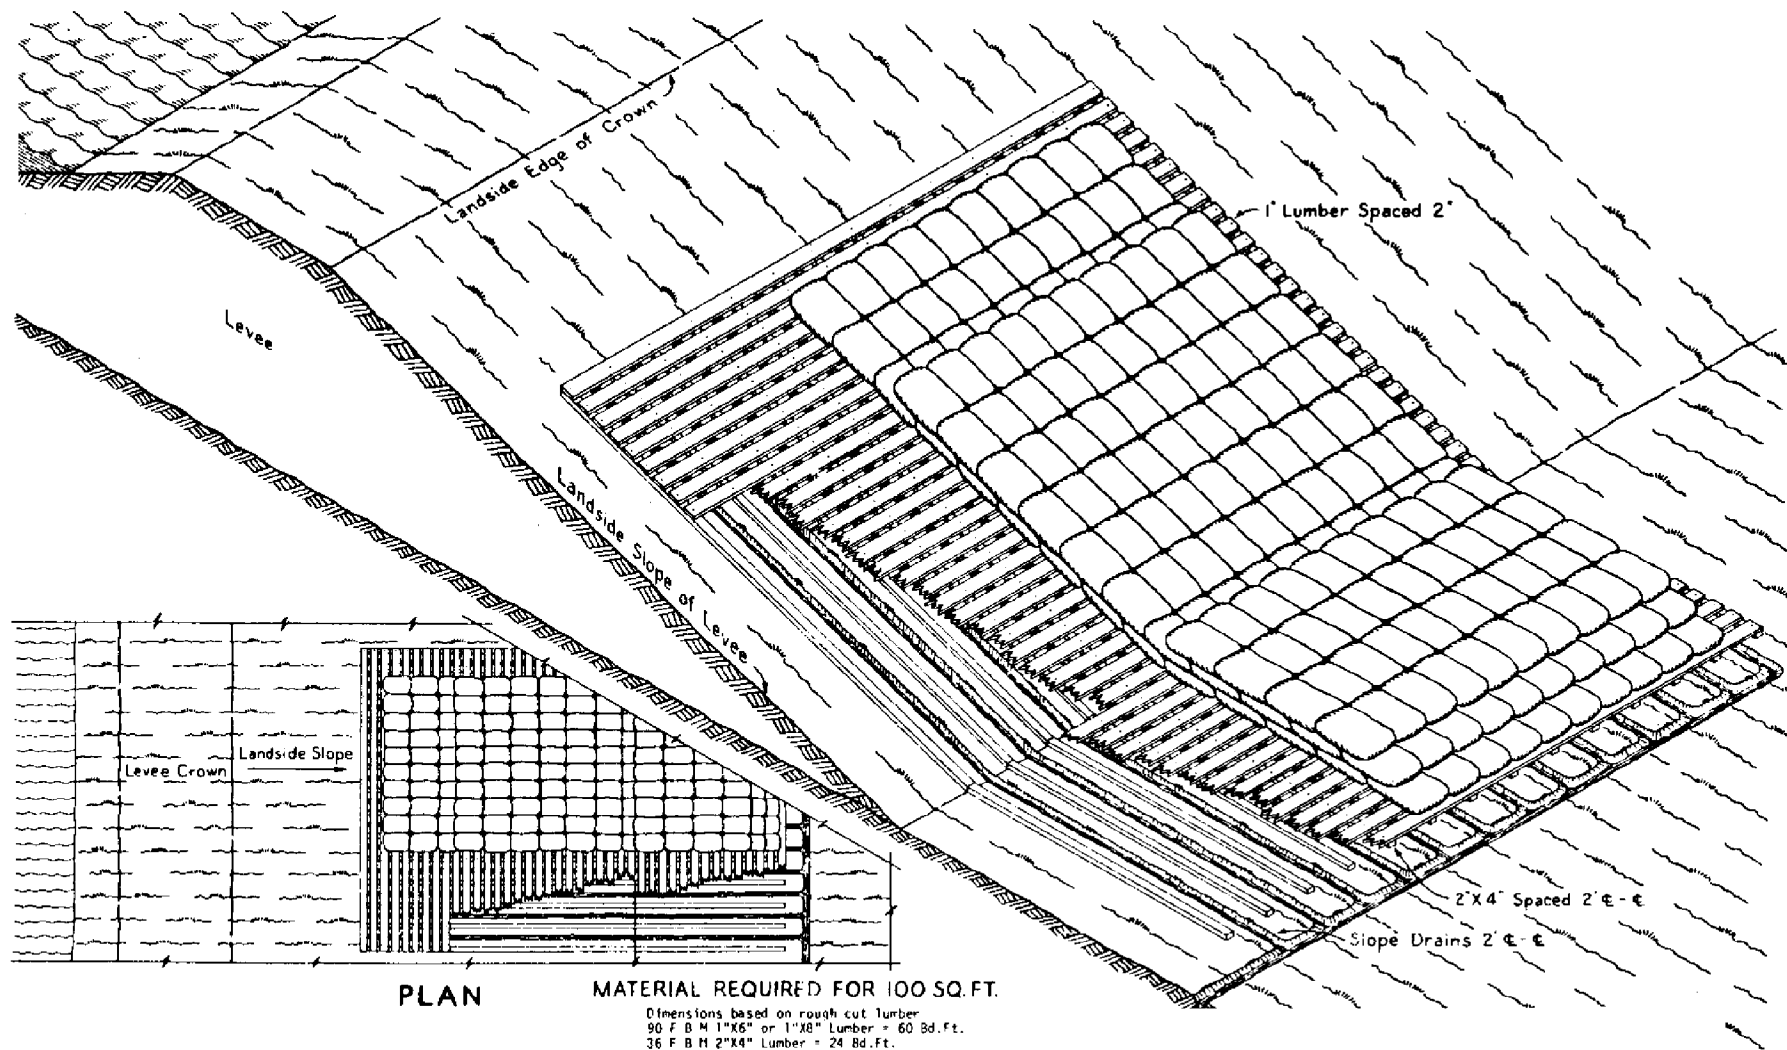 Landside Edge of Crown
1" Lumber Spaced 2"
Levee
Landside Slope of Levee
Landside Slope
Levee Crown
2"X4" Spaced 2' ℄-℄
Slope Drains 2' ℄-℄
PLAN
MATERIAL REQUIRED FOR 100 SQ. FT.
Dimensions based on rough cut lumber
90 F B M 1"X6" or 1"X8" Lumber = 60 Bd.Ft.
36 F B M 2"X4" Lumber = 24 Bd.Ft.